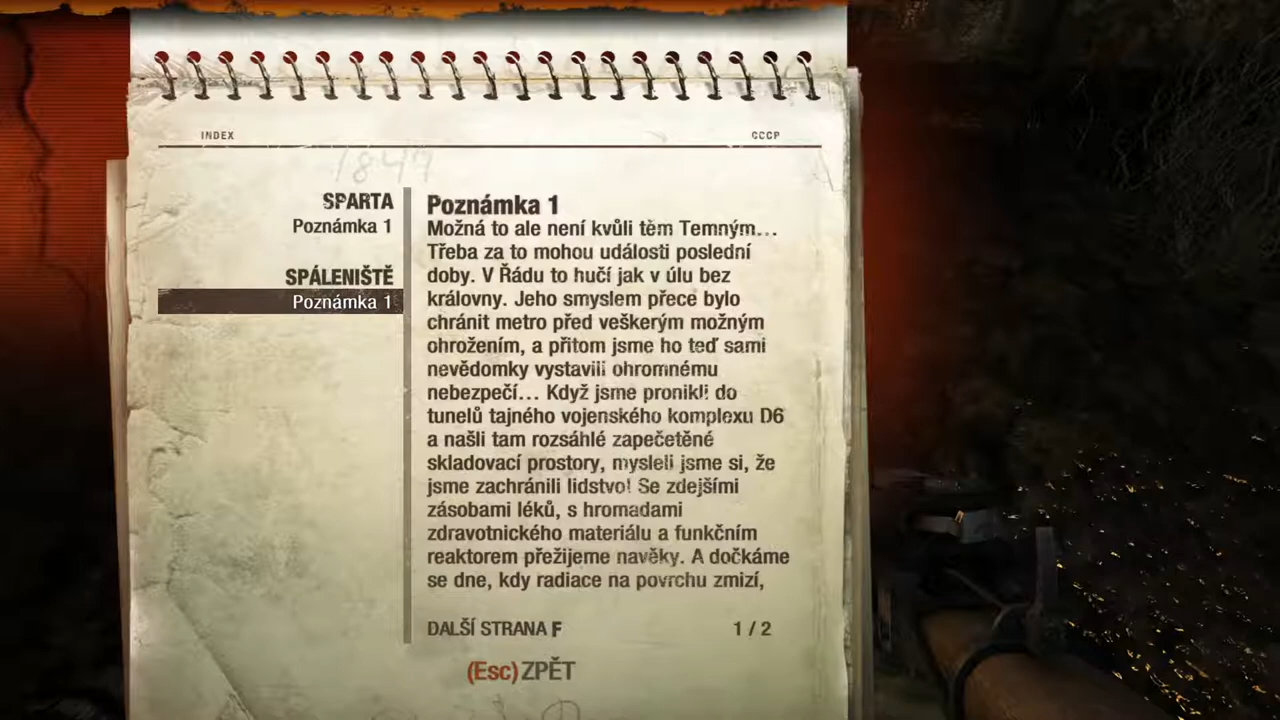 INDEX
CCCP
1849
SPARTA
Poznámka 1
SPÁLENIŠTĚ
Poznámka 1
Poznámka 1
Možná to ale není kvůli těm Temným...
Třeba za to mohou události poslední
doby. V Řádu to hučí jak v úlu bez
královny. Jeho smyslem přece bylo
chránit metro před veškerým možným
ohrožením, a přitom jsme ho teď sami
nevědomky vystavili ohromnému
nebezpečí... Když jsme pronikli do
tunelů tajného vojenského komplexu D6
a našli tam rozsáhlé zapečetěné
skladovací prostory, mysleli jsme si, že
jsme zachránili lidstvo! Se zdejšími
zásobami léků, s hromadami
zdravotnického materiálu a funkčním
reaktorem přežijeme navěky. A dočkáme
se dne, kdy radiace na povrchu zmizí,
DALŠÍ STRANA F
1 / 2
(Esc) ZPĚT